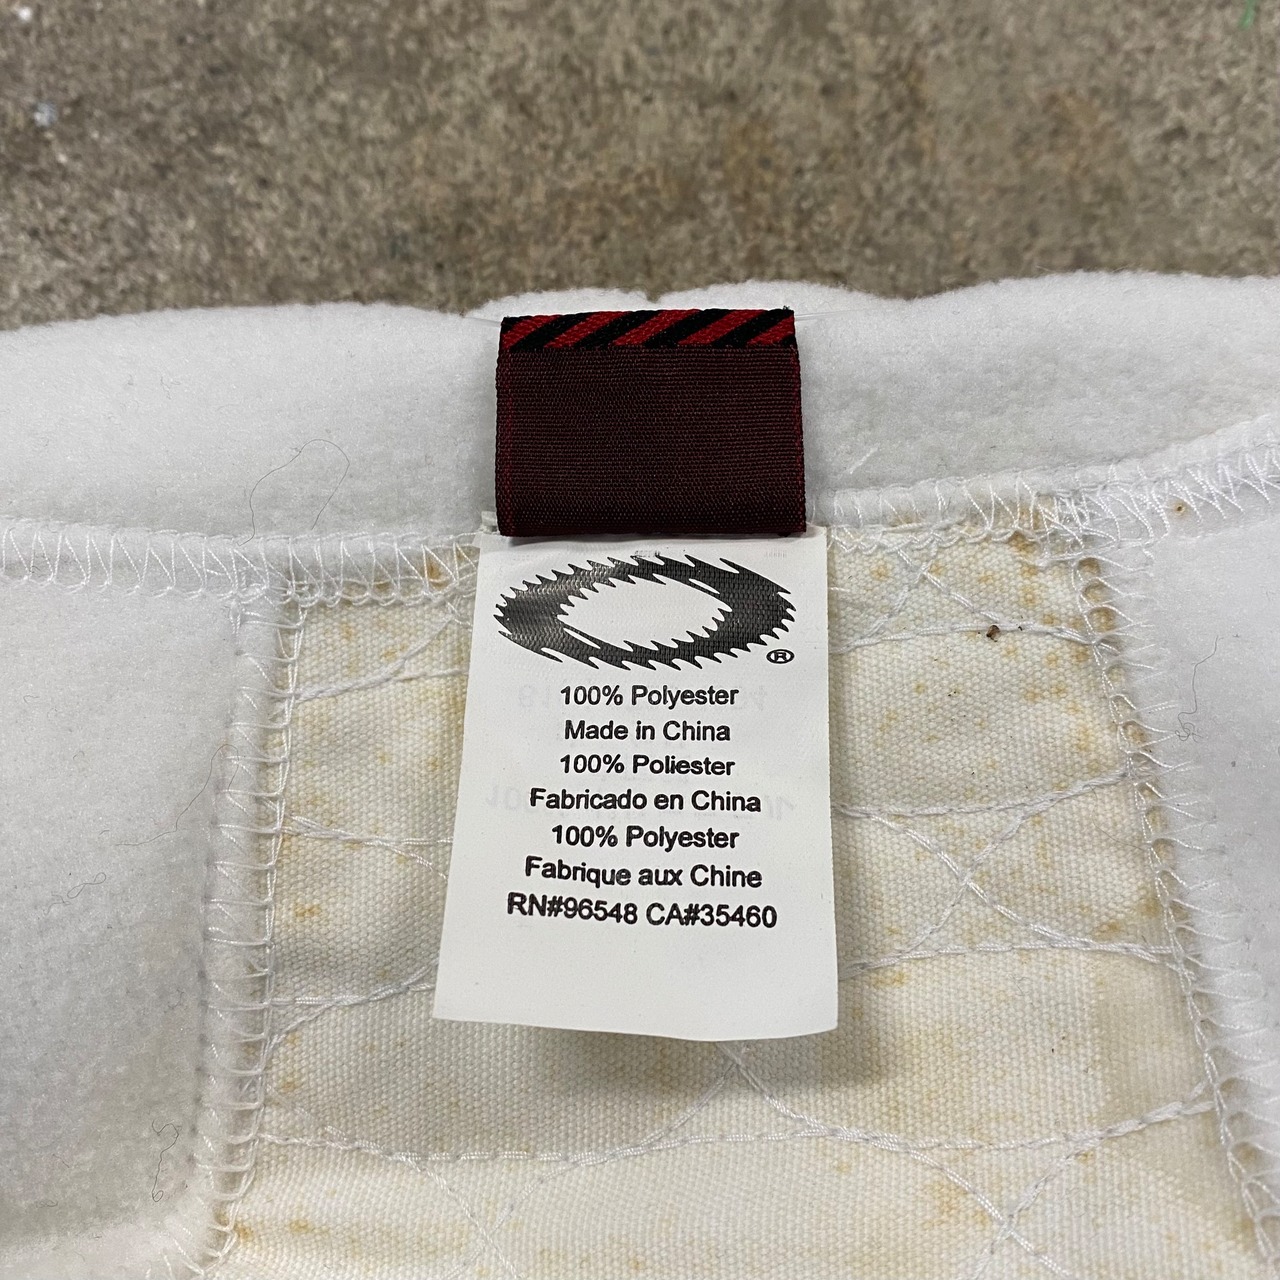 ®
100% Polyester
Made in China
100% Poliester
Fabricado en China
100% Polyester
Fabrique aux Chine
RN#96548 CA#35460